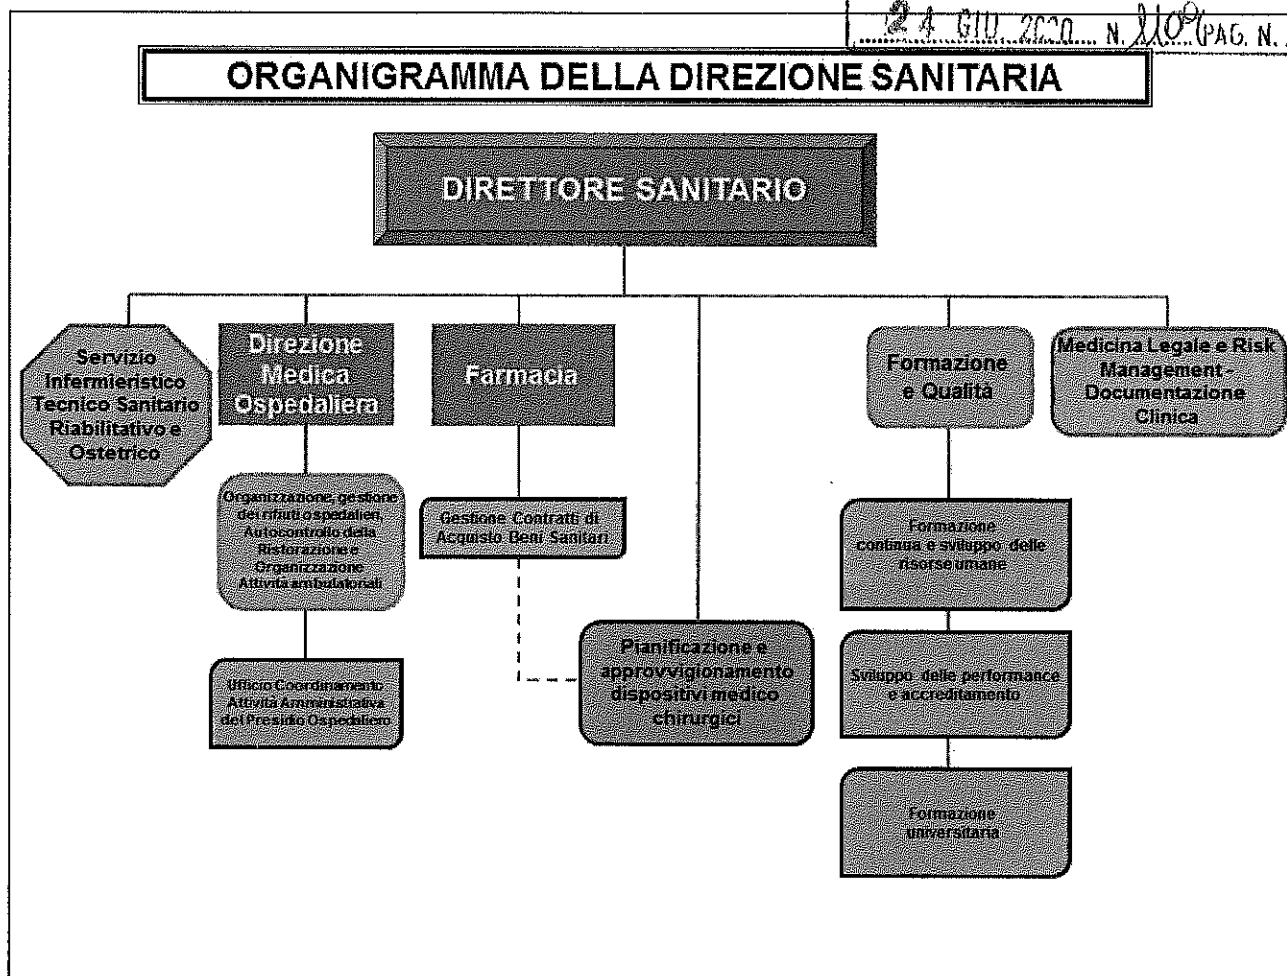 24 GIU. 2020 N. PAG. N.
ORGANIGRAMMA DELLA DIREZIONE SANITARIA
DIRETTORE SANITARIO
Servizio
Infermieristico
Tecnico Sanitario
Riabilitativo e
Ostetrico
Direzione
Medica
Ospedaliera
Farmacia
Formazione
e Qualità
Medicina Legale e Risk
Management -
Documentazione
Clinica
Organizzazione, gestione
dei rifiuti ospedalieri,
Autocontrollo della
Ristorazione e
Organizzazione
Attività ambulatoriali
Gestione Contratti di
Acquisto Beni Sanitari
Formazione
continua e sviluppo delle
risorse umane
Pianificazione e
approvvigionamento
dispositivi medico
chirurgici
Sviluppo delle performance
e accreditamento
Ufficio Coordinamento
Attività Amministrativa
del Presidio Ospedaliero
Formazione
universitaria